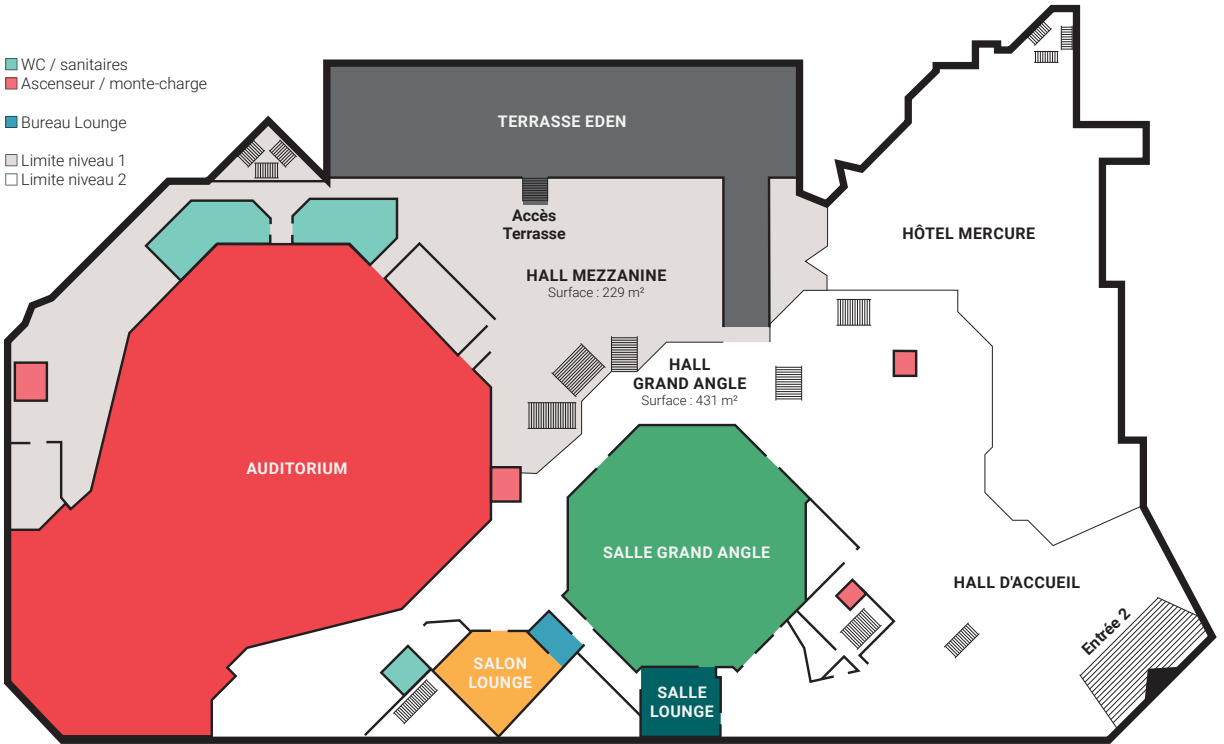 WC / sanitaires
Ascenseur / monte-charge
Bureau Lounge
Limite niveau 1
Limite niveau 2
TERRASSE EDEN
Accès
Terrasse
HÔTEL MERCURE
HALL MEZZANINE
Surface : 229 m²
HALL
GRAND ANGLE
Surface : 431 m²
AUDITORIUM
SALLE GRAND ANGLE
HALL D'ACCUEIL
Entrée 2
SALON
LOUNGE
SALLE
LOUNGE